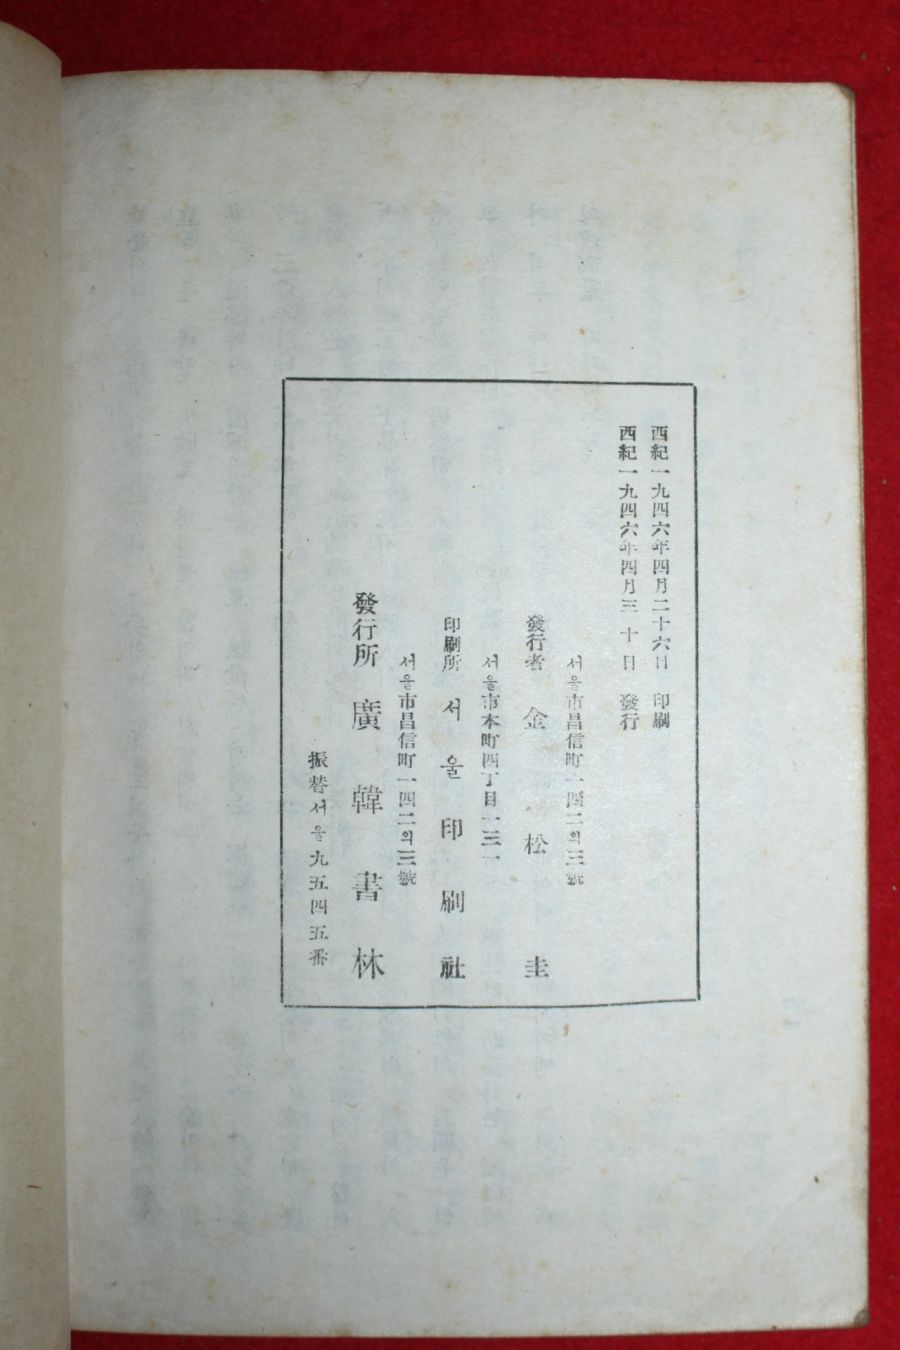 西紀一九四六年四月二十六日 印刷
西紀一九四六年四月三十日 發行
서울市昌信町一四二의三號
發行者 金松圭
서울市本町四丁目一三一
印刷所 서울印刷社
서울市昌信町一四二의三號
發行所 廣韓書林
振替서울九五四五番